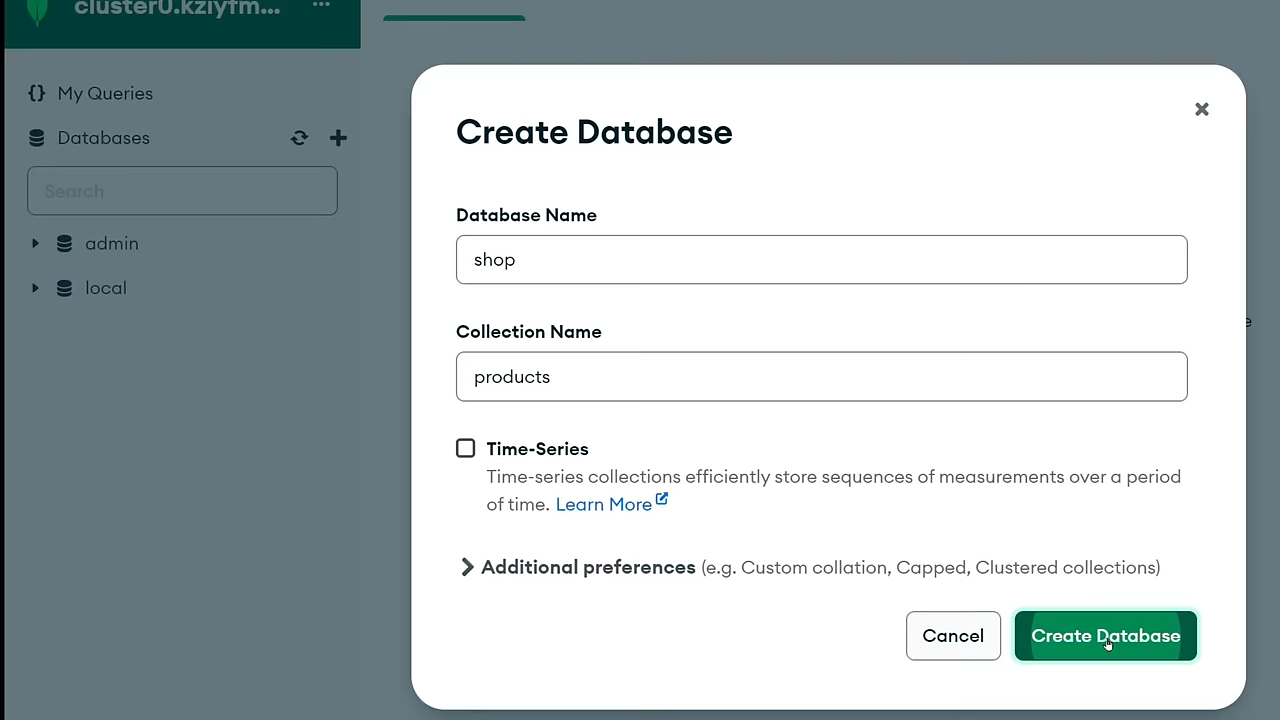 cluster0.kzlyfm... ...
{} My Queries
Databases
Search
admin
local
Create Database
Database Name
shop
Collection Name
products
Time-Series
Time-series collections efficiently store sequences of measurements over a period
of time. Learn More
Additional preferences (e.g. Custom collation, Capped, Clustered collections)
Cancel
Create Database